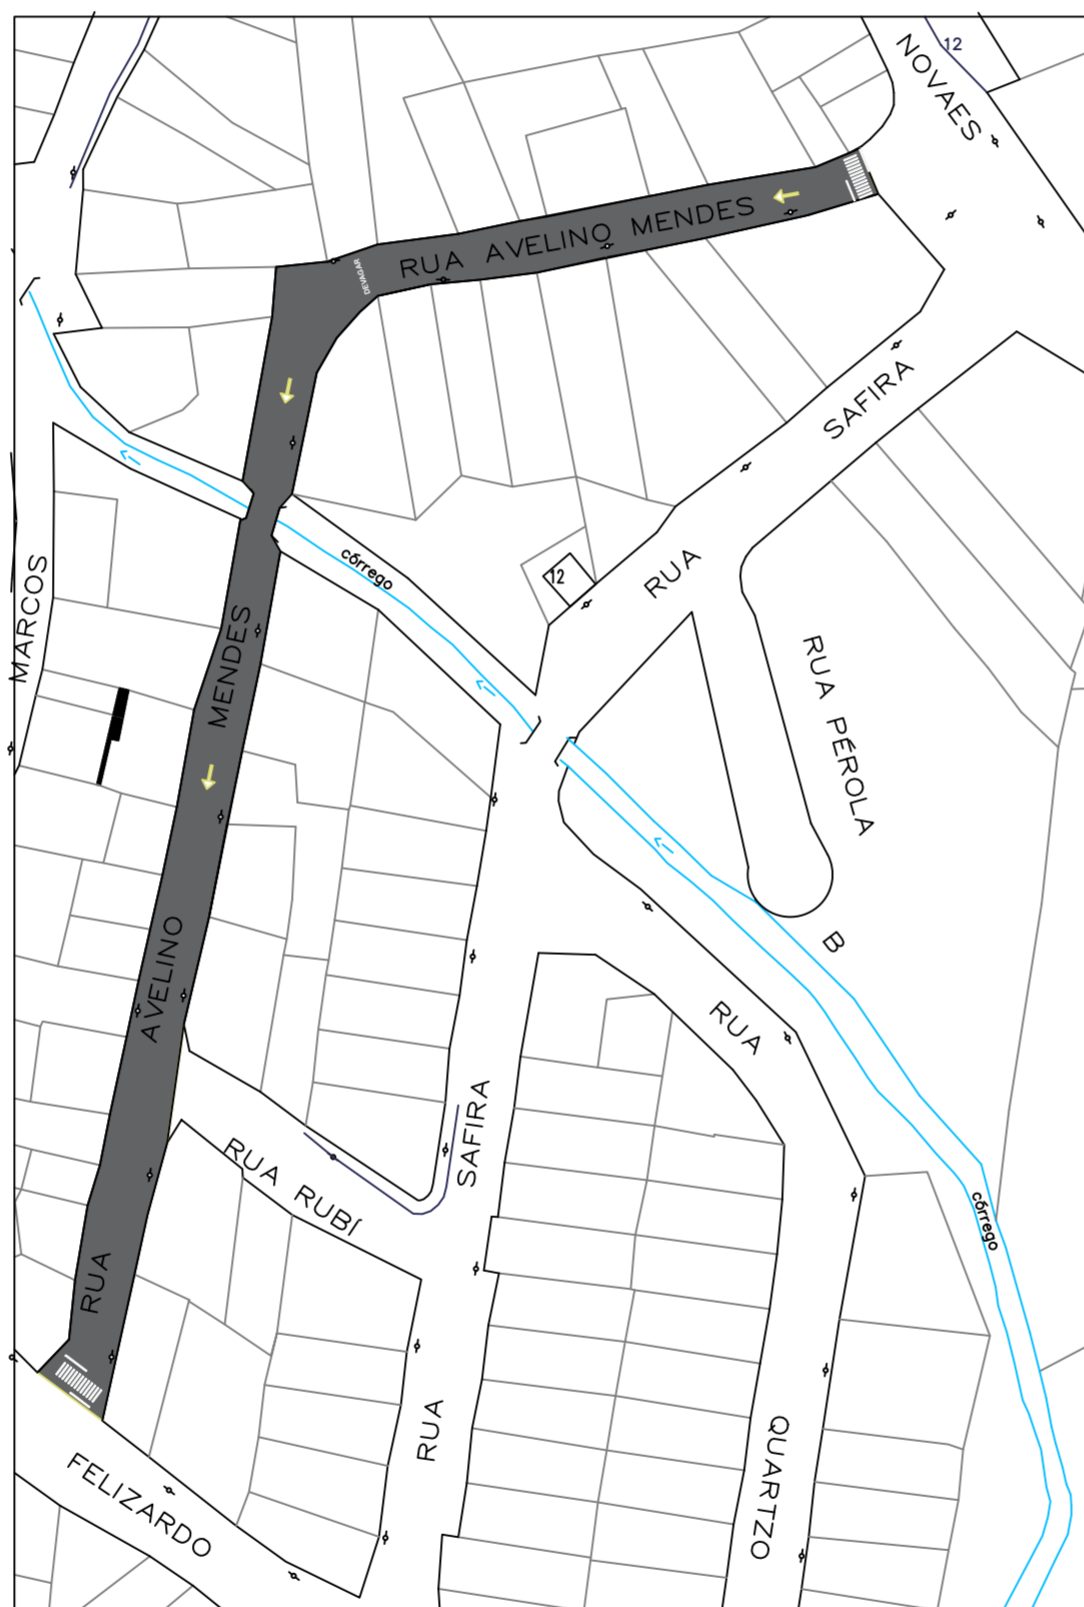 NOVAES
12
RUA AVELINO MENDES
DEVAGAR
RUA SAFIRA
12
córrego
MARCOS
RUA AVELINO MENDES
RUA PÉROLA
RUA B
RUA SAFIRA
RUA RUBÍ
córrego
QUARTZO
FELIZARDO